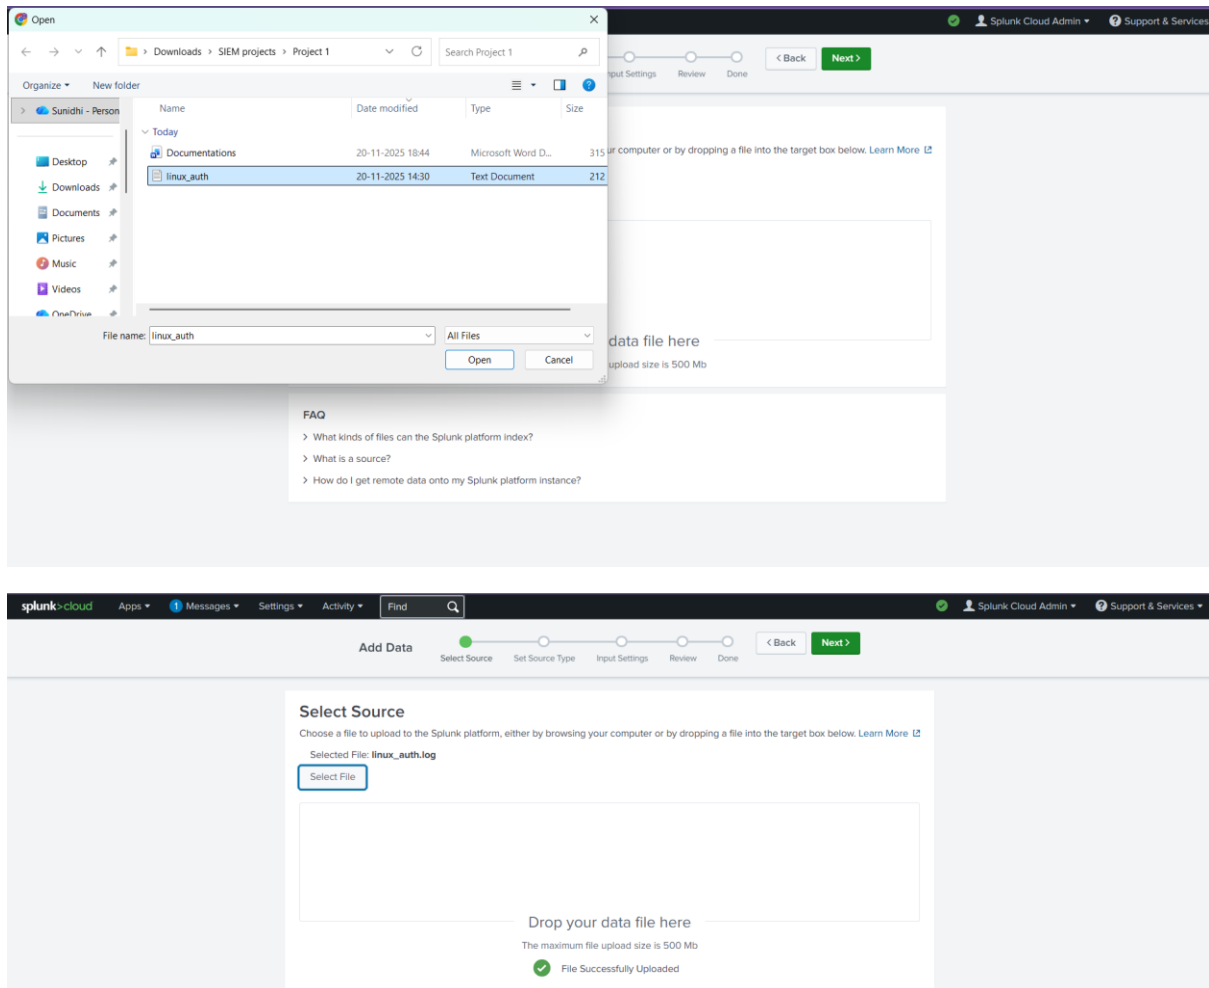 Open
Splunk Cloud Admin
Support & Services
Downloads > SIEM projects > Project 1
Search Project 1
Settings
Review
Done
< Back
Next >
Organize
New folder
Sunidhi - Person
Name
Date modified
Type
Size
Today
Documentations
20-11-2025 18:44
Microsoft Word D...
315
linux_auth
20-11-2025 14:30
Text Document
212
ur computer or by dropping a file into the target box below. Learn More
Desktop
Downloads
Documents
Pictures
Music
Videos
OneDrive
File name: linux_auth
All Files
Open
Cancel
data file here
upload size is 500 Mb
FAQ
> What kinds of files can the Splunk platform index?
> What is a source?
> How do I get remote data onto my Splunk platform instance?
splunk>cloud
Apps
1 Messages
Settings
Activity
Find
Splunk Cloud Admin
Support & Services
Add Data
Select Source
Set Source Type
Input Settings
Review
Done
< Back
Next >
Select Source
Choose a file to upload to the Splunk platform, either by browsing your computer or by dropping a file into the target box below. Learn More
Selected File: linux_auth.log
Select File
Drop your data file here
The maximum file upload size is 500 Mb
File Successfully Uploaded